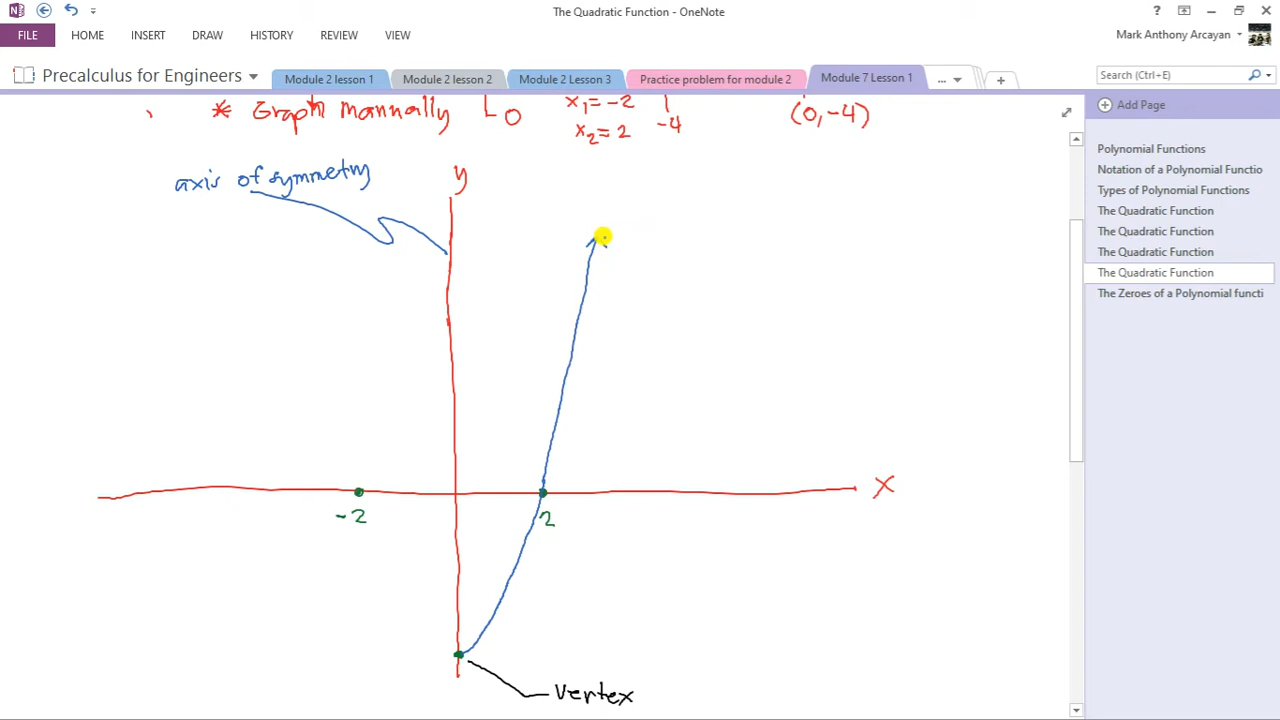 The Quadratic Function - OneNote
?
FILE HOME INSERT DRAW HISTORY REVIEW VIEW
Mark Anthony Arcayan
Precalculus for Engineers
Module 2 lesson 1
Module 2 lesson 2
Module 2 Lesson 3
Practice problem for module 2
Module 7 Lesson 1
...
+
Search (Ctrl+E)
Add Page
Polynomial Functions
Notation of a Polynomial Functio
Types of Polynomial Functions
The Quadratic Function
The Quadratic Function
The Quadratic Function
The Quadratic Function
The Zeroes of a Polynomial functi
* Graph mannally
0
x₁ = -2
x₂ = 2
-4
(0,-4)
axis of symmetry
y
x
-2
2
vertex